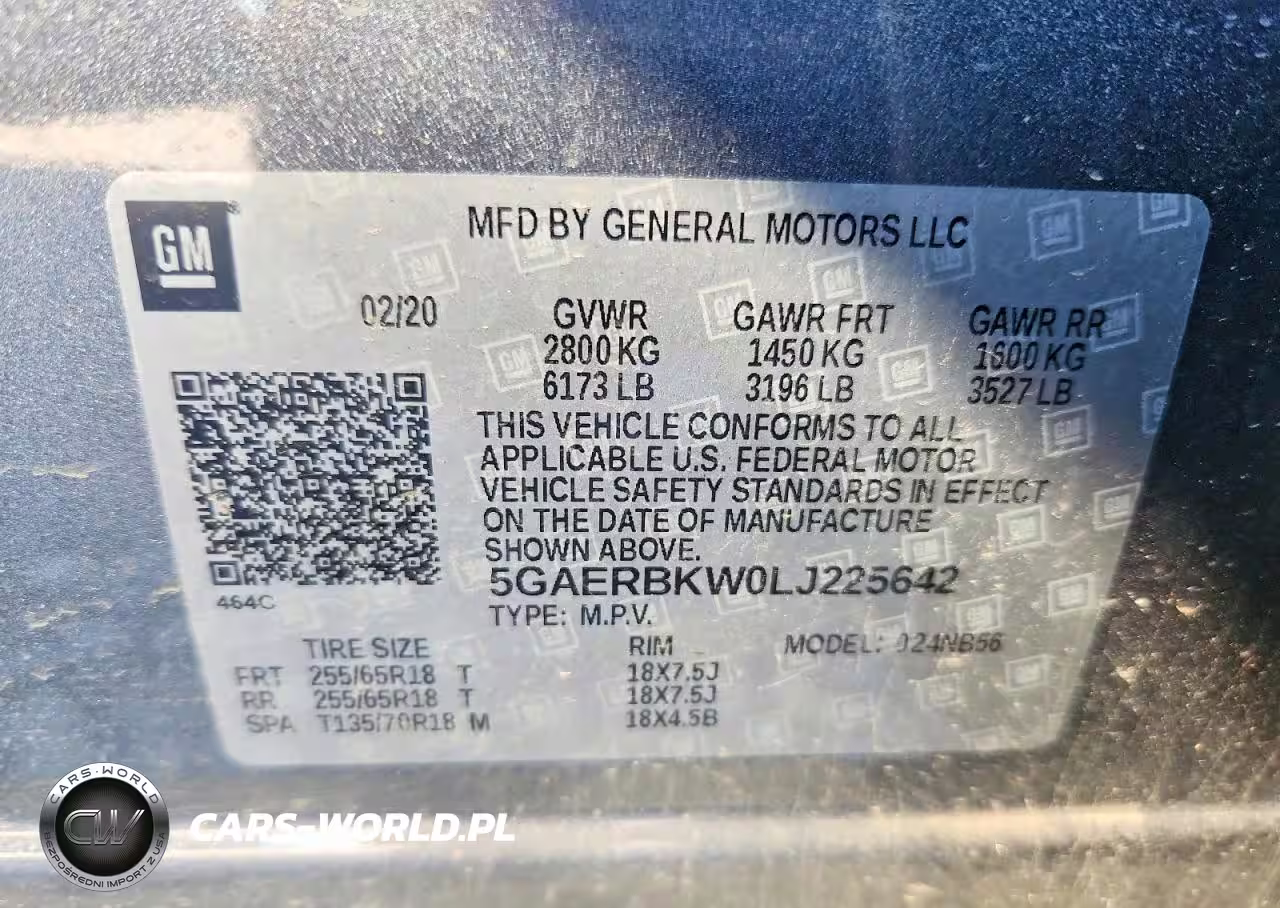 GM
MFD BY GENERAL MOTORS LLC
02/20 GVWR GAWR FRT GAWR RR
2800 KG 1450 KG 1600 KG
6173 LB 3196 LB 3527 LB
THIS VEHICLE CONFORMS TO ALL
APPLICABLE U.S. FEDERAL MOTOR
VEHICLE SAFETY STANDARDS IN EFFECT
ON THE DATE OF MANUFACTURE
SHOWN ABOVE.
5GAERBKW0LJ225642
464C
TYPE: M.P.V.
TIRE SIZE RIM MODEL: 024NB56
FRT 255/65R18 T 18X7.5J
RR 255/65R18 T 18X7.5J
SPA T135/70R18 M 18X4.5B
CARS-WORLD
CW
BEZPOŚREDNI IMPORT Z USA
CARS-WORLD.PL